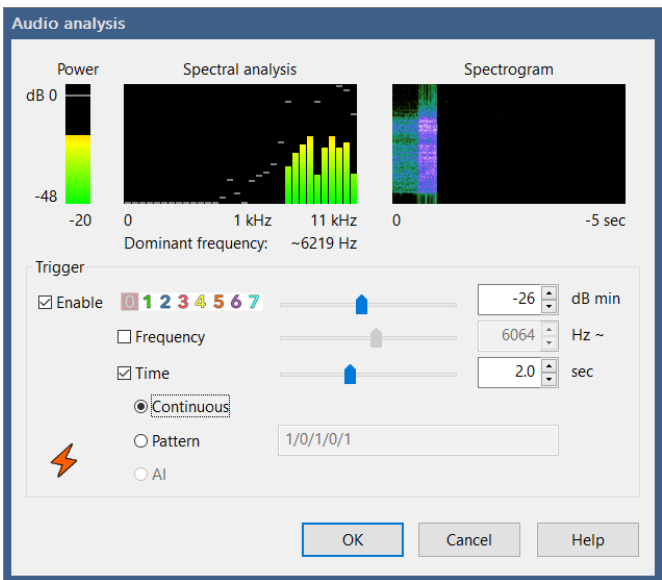 Audio analysis
Power Spectral analysis Spectrogram
dB 0
-48
-20 0 1 kHz 11 kHz 0 -5 sec
Dominant frequency: ~6219 Hz
Trigger
Enable 0 1 2 3 4 5 6 7 -26 dB min
Frequency 6064 Hz ~
Time 2.0 sec
Continuous
Pattern 1/0/1/0/1
AI
OK Cancel Help